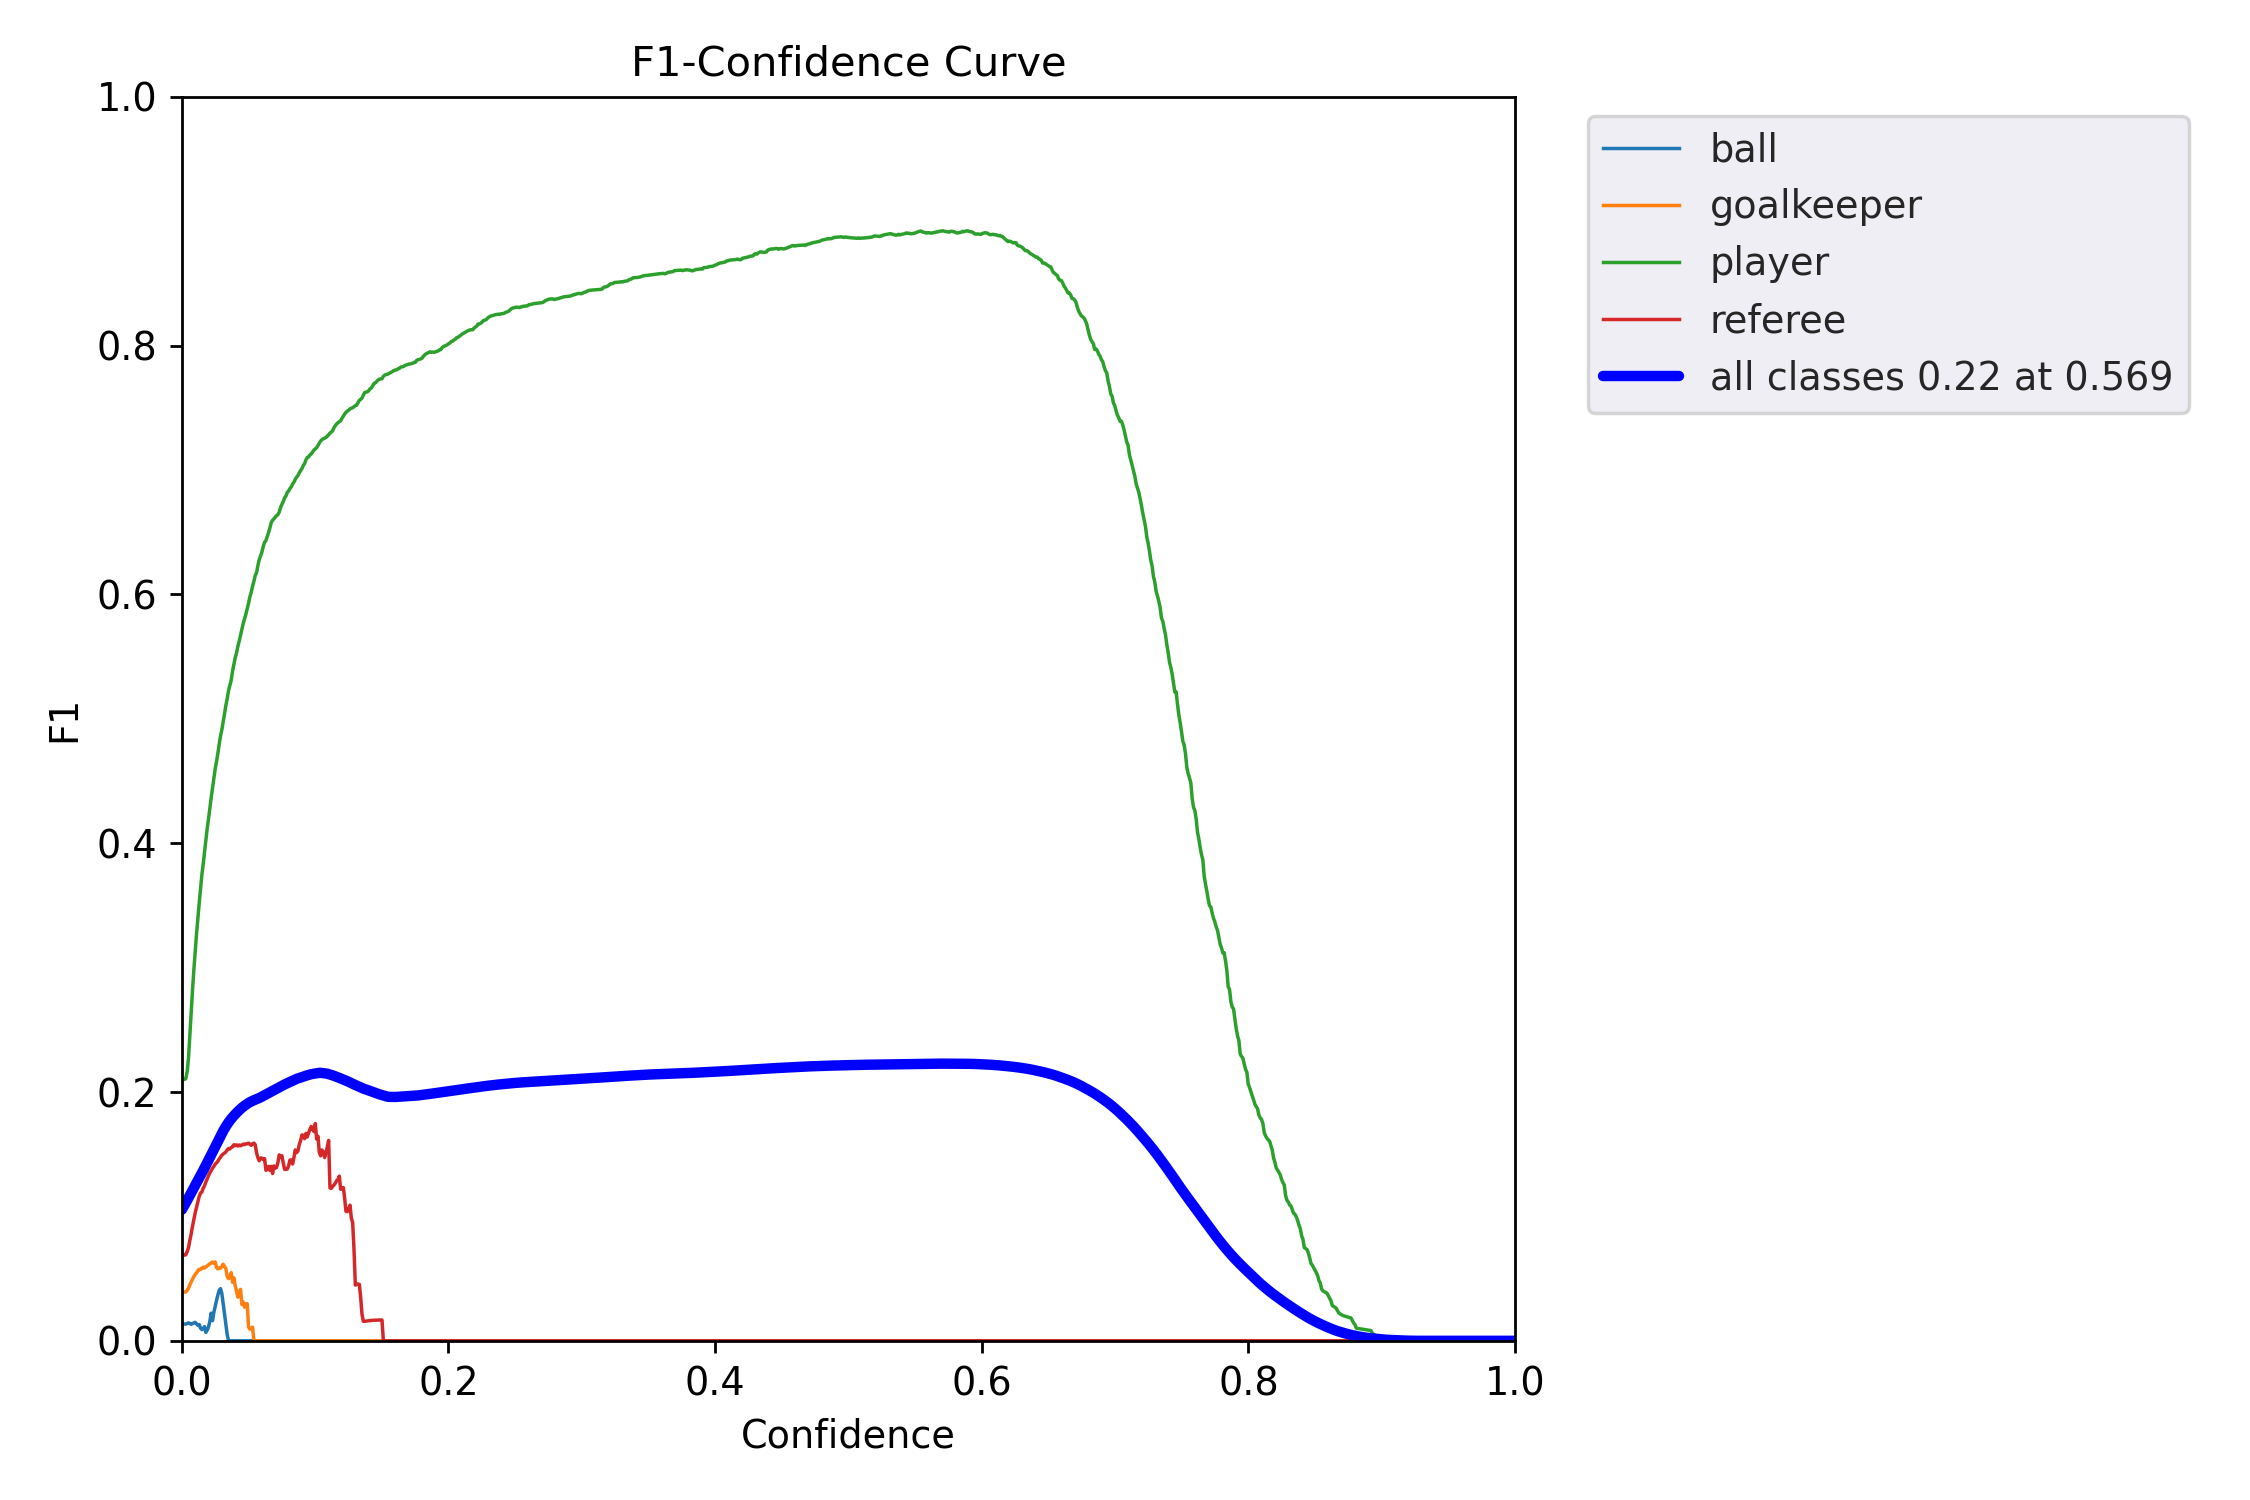 F1-Confidence Curve
1.0
0.8
0.6
0.4
0.2
0.0
F1
0.0 0.2 0.4 0.6 0.8 1.0
Confidence
ball
goalkeeper
player
referee
all classes 0.22 at 0.569